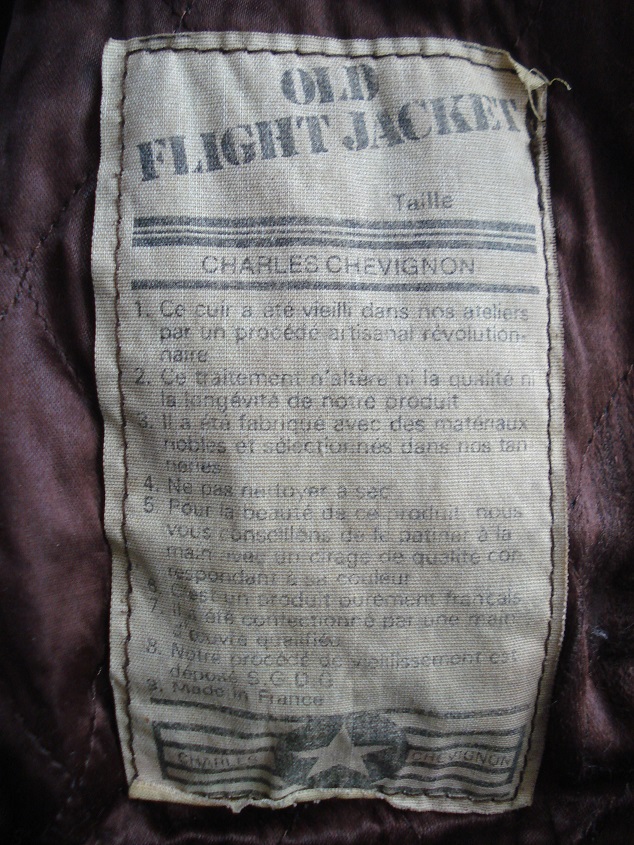 OLD
FLIGHT JACKET
Taille
CHARLES CHEVIGNON
1. Ce cuir a été vieilli dans nos ateliers
par un procédé artisanal révolution-
naire
2. Ce traitement n'altère ni la qualité ni
la longévité de notre produit
3. Il a été fabriqué avec des matériaux
nobles et sélectionnés dans nos tan
neries
4. Ne pas nettoyer à sec
5. Pour la beauté de ce produit, nous
vous conseillons de le patiner à la
main avec un cirage de qualité cor
respondant à sa couleur
6. C'est un produit purement français
7. Il a été confectionné par une main
d'œuvre qualifiée
8. Notre procédé de vieillissement est
déposé S.G.D.G
9. Made in France
CHARLES CHEVIGNON